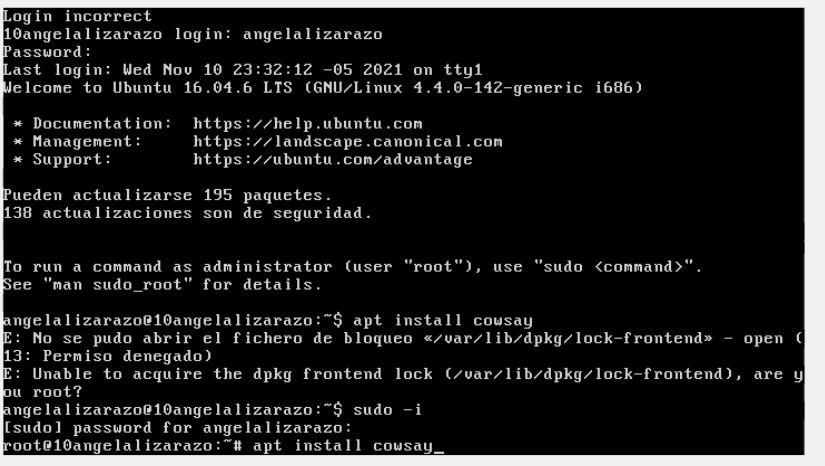 Login incorrect
10angelalizarazo login: angelalizarazo
Password:
Last login: Wed Nov 10 23:32:12 -05 2021 on tty1
Welcome to Ubuntu 16.04.6 LTS (GNU/Linux 4.4.0-142-generic i686)
* Documentation:  https://help.ubuntu.com
* Management:     https://landscape.canonical.com
* Support:        https://ubuntu.com/advantage
Pueden actualizarse 195 paquetes.
138 actualizaciones son de seguridad.
To run a command as administrator (user "root"), use "sudo <command>".
See "man sudo_root" for details.
angelalizarazo@10angelalizarazo:~$ apt install cowsay
E: No se pudo abrir el fichero de bloqueo «/var/lib/dpkg/lock-frontend» - open (
13: Permiso denegado)
E: Unable to acquire the dpkg frontend lock (/var/lib/dpkg/lock-frontend), are y
ou root?
angelalizarazo@10angelalizarazo:~$ sudo -i
[sudo] password for angelalizarazo:
root@10angelalizarazo:~# apt install cowsay_